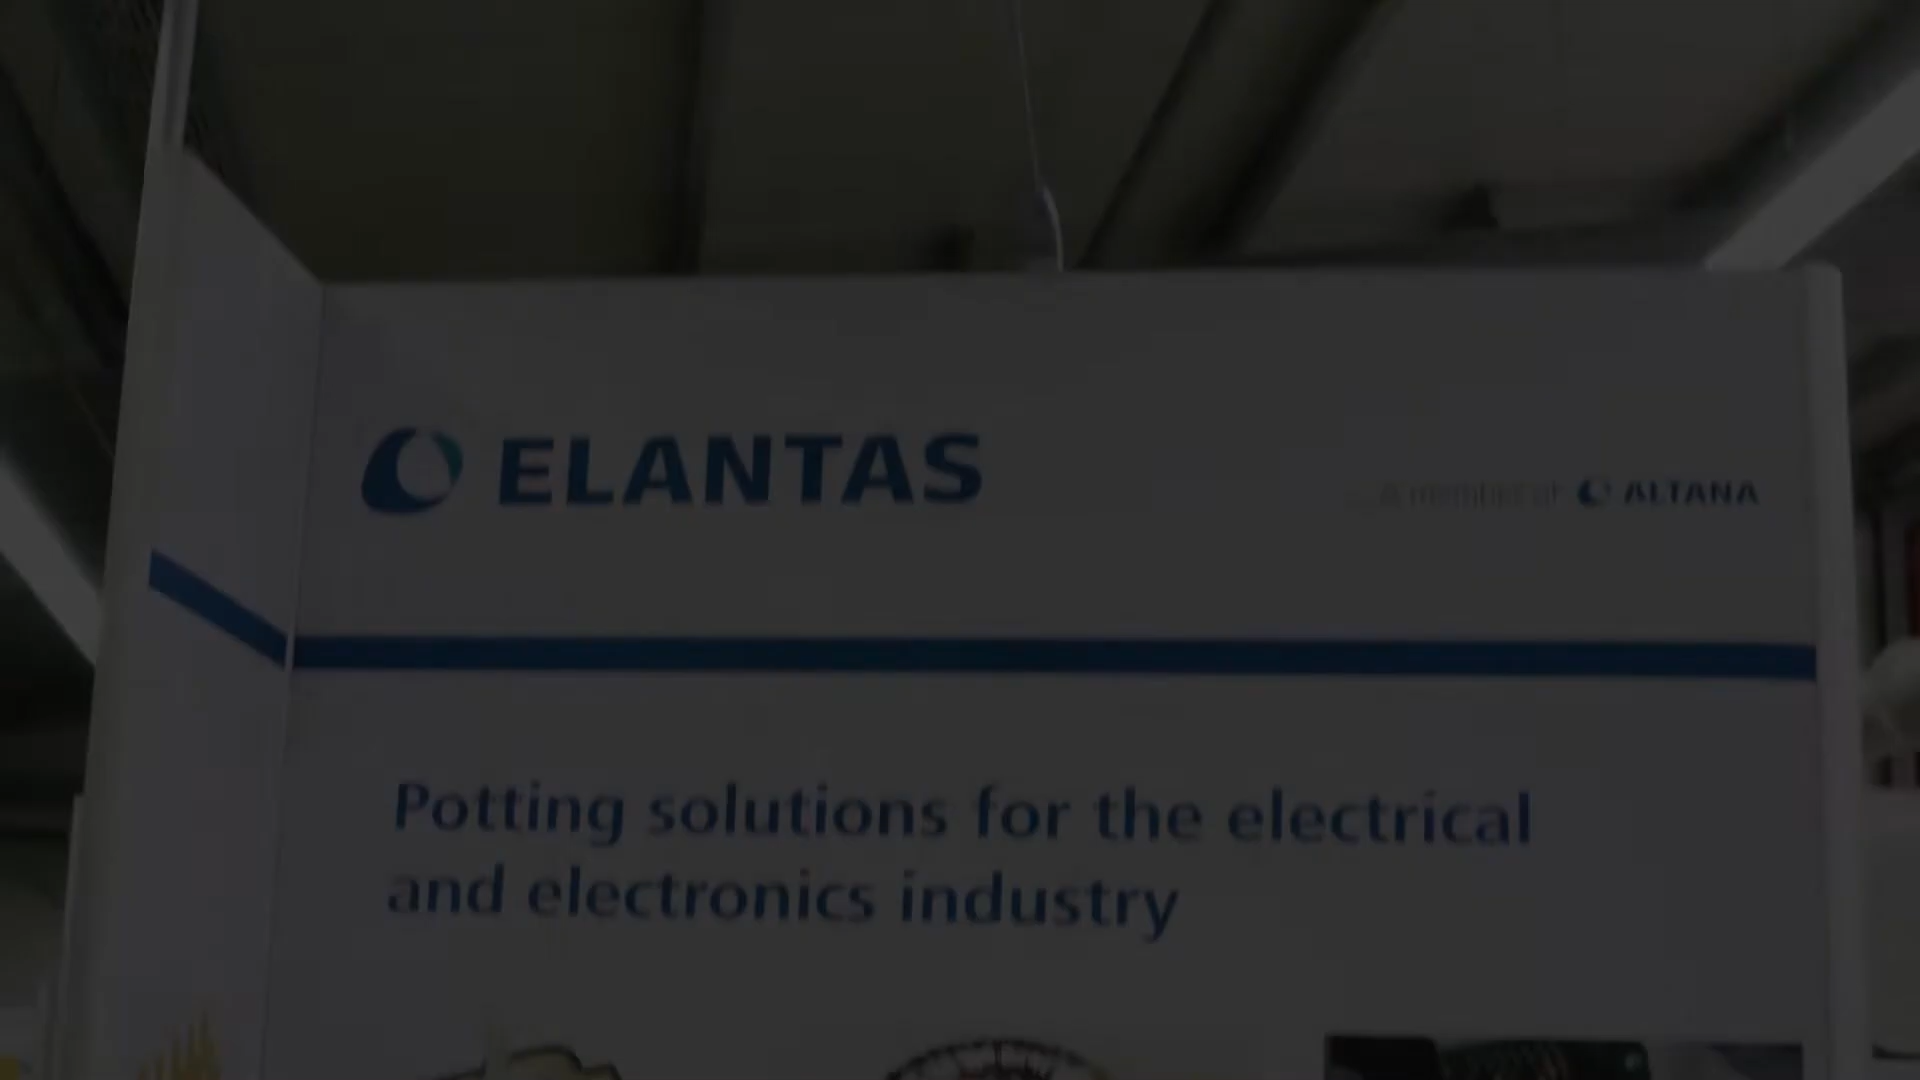 ELANTAS
A member of ALTANA
Potting solutions for the electrical
and electronics industry